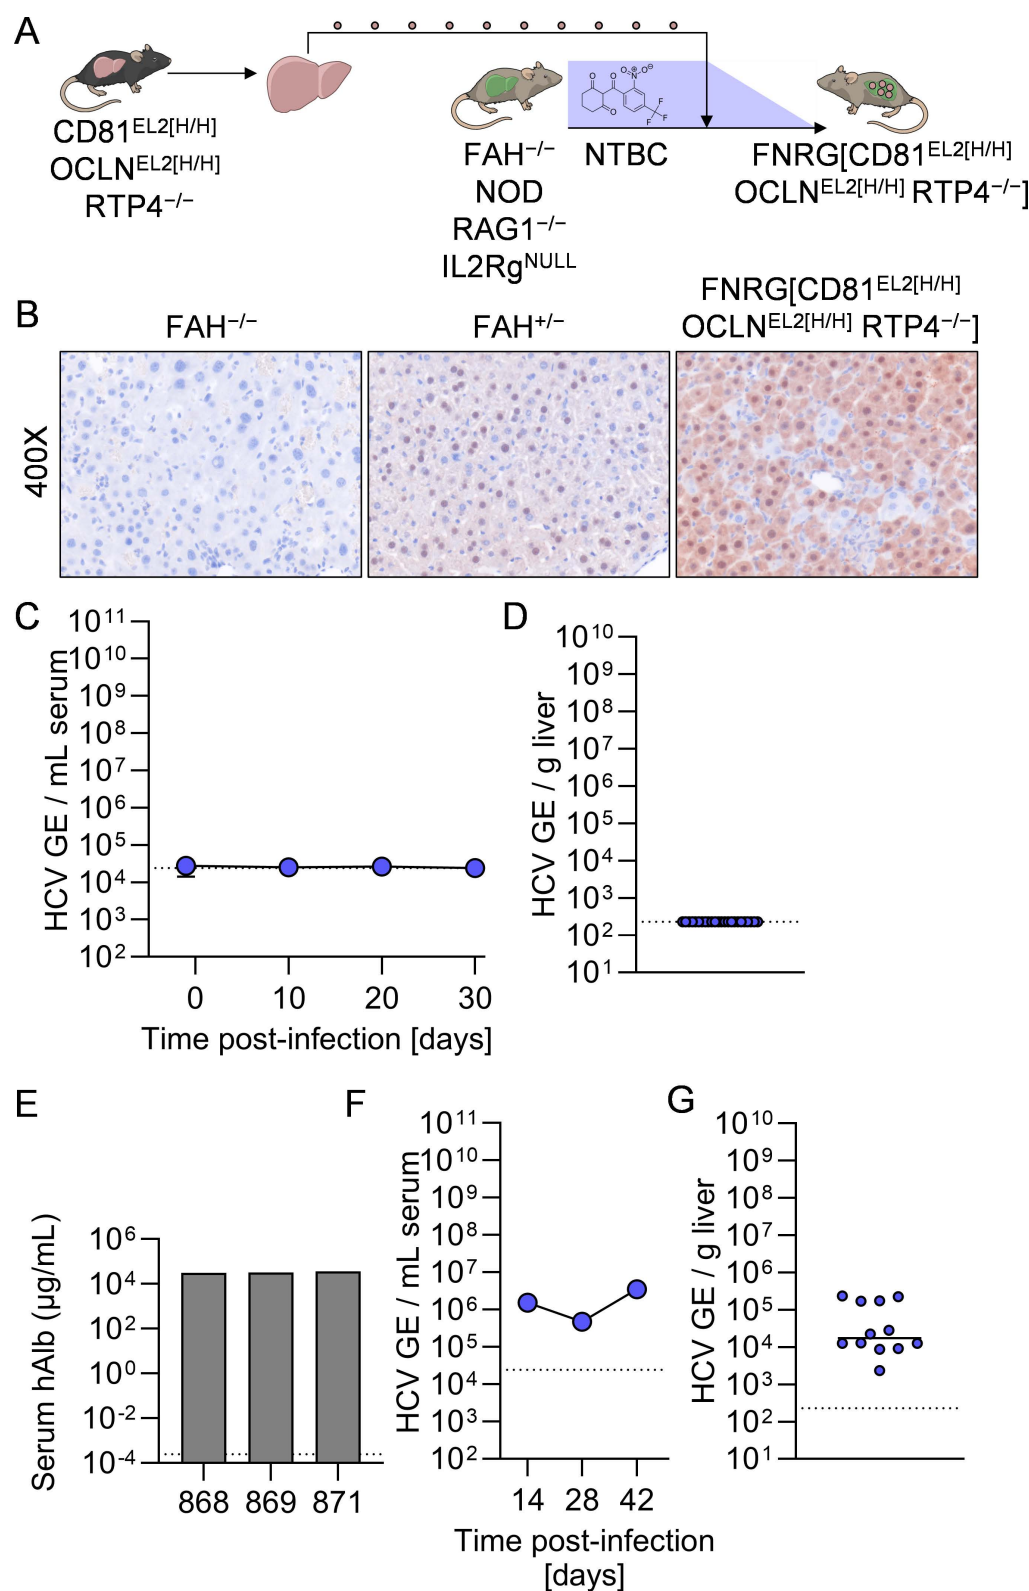 A
CD81EL2[H/H]
OCLNEL2[H/H]
RTP4−/−
FAH−/−
NOD
RAG1−/−
IL2RgNULL
O
O
O
O
N⊕
O⊖
F
F
F
NTBC
FNRG[CD81EL2[H/H]
OCLNEL2[H/H] RTP4−/−]
B
FAH−/−
FAH+/−
FNRG[CD81EL2[H/H]
OCLNEL2[H/H] RTP4−/−]
400X
C
HCV GE / mL serum
10¹¹
10¹⁰
10⁹
10⁸
10⁷
10⁶
10⁵
10⁴
10³
10²
0 10 20 30
Time post-infection [days]
D
HCV GE / g liver
10¹⁰
10⁹
10⁸
10⁷
10⁶
10⁵
10⁴
10³
10²
10¹
E
Serum hAlb (µg/mL)
10⁶
10⁴
10²
10⁰
10⁻²
10⁻⁴
868 869 871
F
HCV GE / mL serum
10¹¹
10¹⁰
10⁹
10⁸
10⁷
10⁶
10⁵
10⁴
10³
10²
14 28 42
Time post-infection
[days]
G
HCV GE / g liver
10¹⁰
10⁹
10⁸
10⁷
10⁶
10⁵
10⁴
10³
10²
10¹